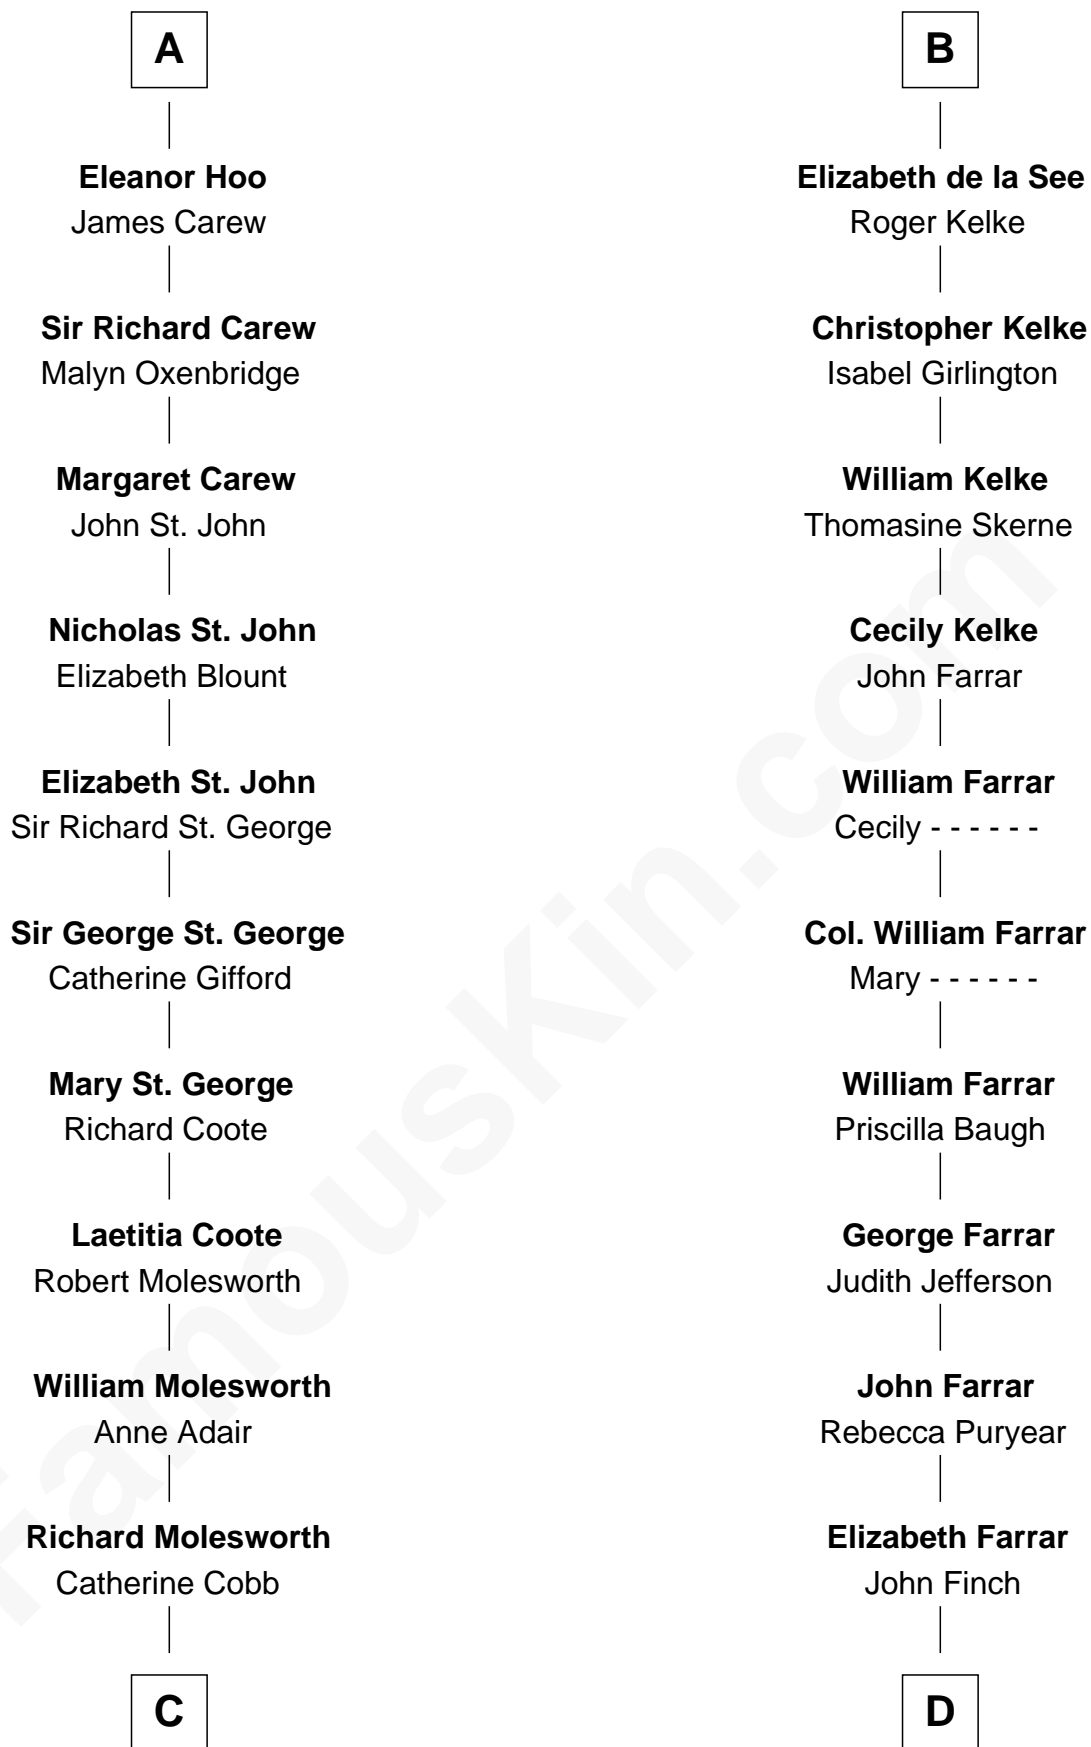 A
Eleanor Hoo
James Carew
Sir Richard Carew
Malyn Oxenbridge
Margaret Carew
John St. John
Nicholas St. John
Elizabeth Blount
Elizabeth St. John
Sir Richard St. George
Sir George St. George
Catherine Gifford
Mary St. George
Richard Coote
Laetitia Coote
Robert Molesworth
William Molesworth
Anne Adair
Richard Molesworth
Catherine Cobb
C
B
Elizabeth de la See
Roger Kelke
Christopher Kelke
Isabel Girlington
William Kelke
Thomasine Skerne
Cecily Kelke
John Farrar
William Farrar
Cecily - - - - - -
Col. William Farrar
Mary - - - - - -
William Farrar
Priscilla Baugh
George Farrar
Judith Jefferson
John Farrar
Rebecca Puryear
Elizabeth Farrar
John Finch
D
FamousKin.com